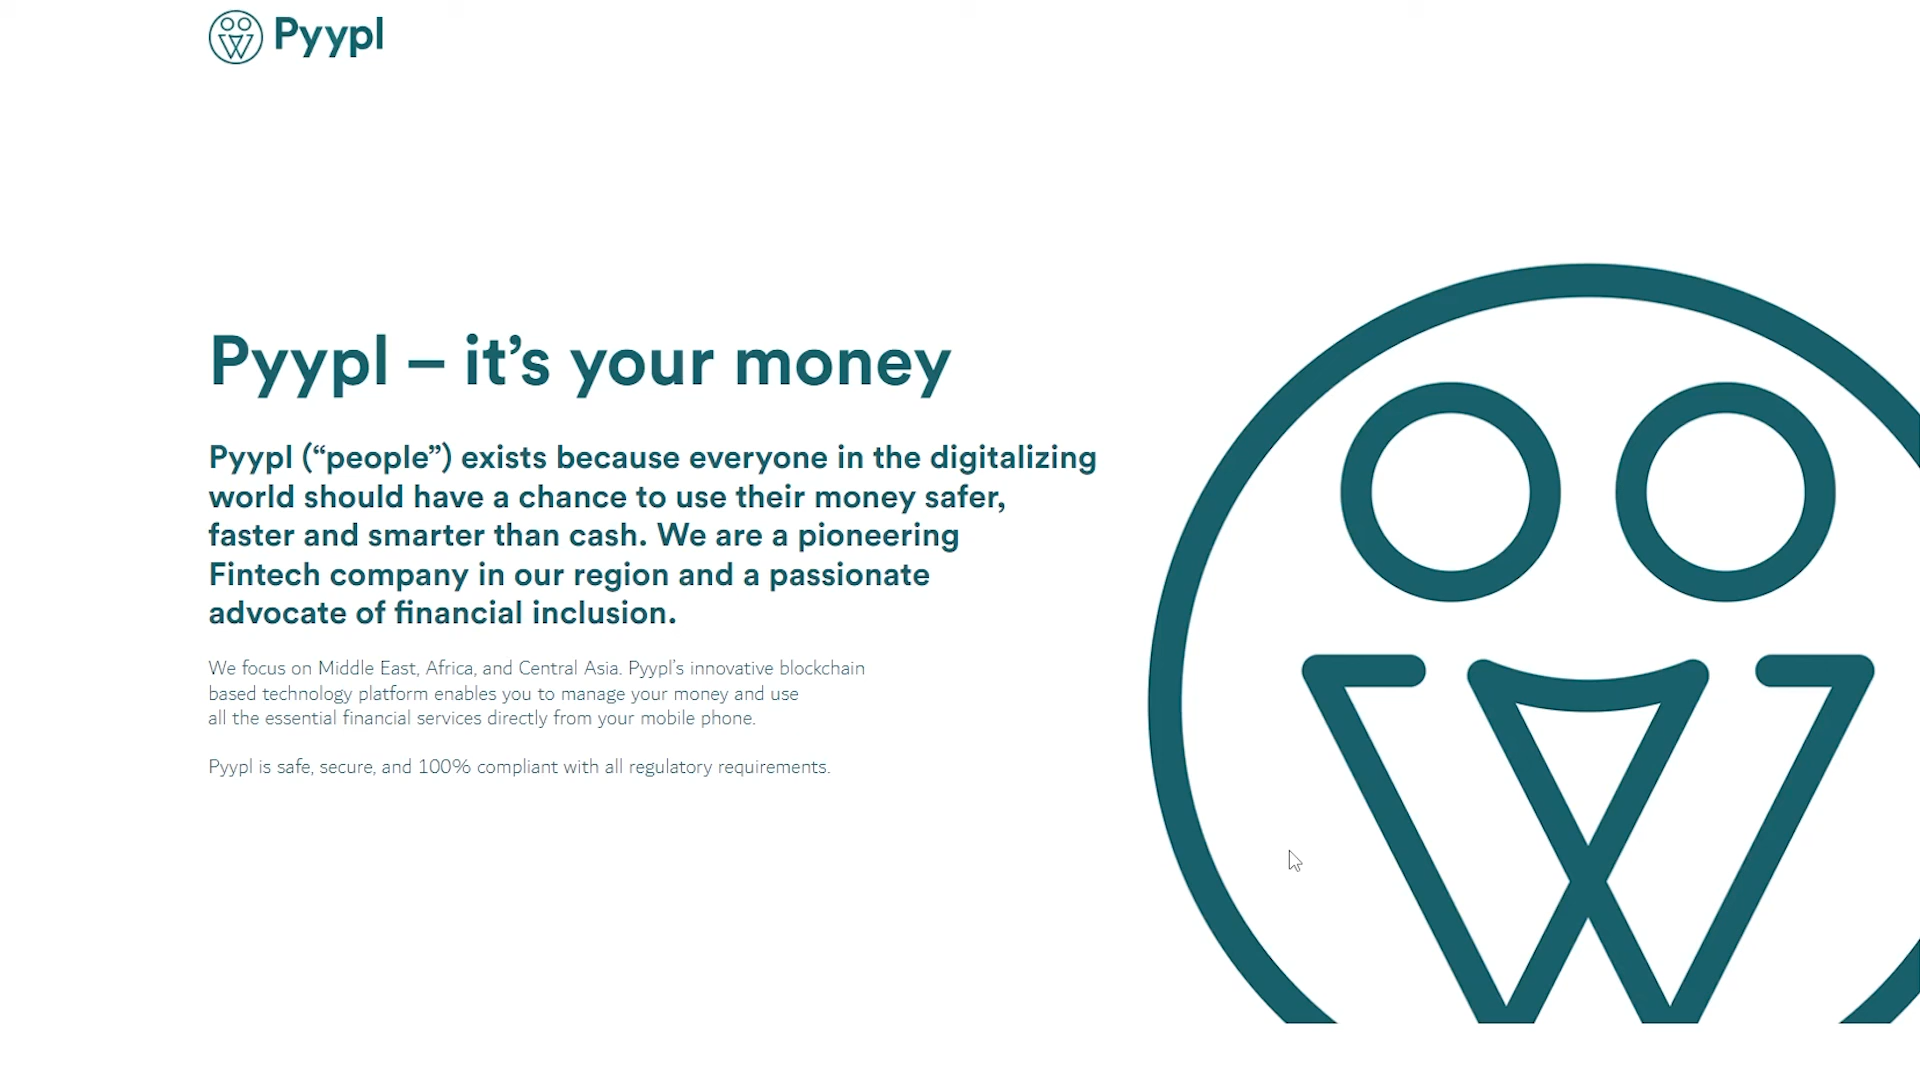 Pyypl
Pyypl – it’s your money
Pyypl (“people”) exists because everyone in the digitalizing
world should have a chance to use their money safer,
faster and smarter than cash. We are a pioneering
Fintech company in our region and a passionate
advocate of financial inclusion.
We focus on Middle East, Africa, and Central Asia. Pyypl’s innovative blockchain
based technology platform enables you to manage your money and use
all the essential financial services directly from your mobile phone.
Pyypl is safe, secure, and 100% compliant with all regulatory requirements.